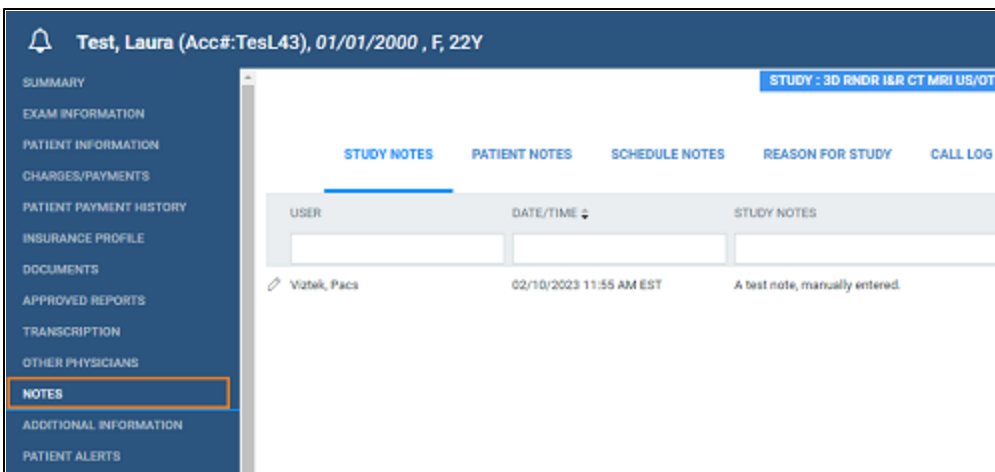 Test, Laura (Acc#:TesL43), 01/01/2000 , F, 22Y
SUMMARY
EXAM INFORMATION
PATIENT INFORMATION
CHARGES/PAYMENTS
PATIENT PAYMENT HISTORY
INSURANCE PROFILE
DOCUMENTS
APPROVED REPORTS
TRANSCRIPTION
OTHER PHYSICIANS
NOTES
ADDITIONAL INFORMATION
PATIENT ALERTS
STUDY : 3D RNDR I&R CT MRI US/OT
STUDY NOTES PATIENT NOTES SCHEDULE NOTES REASON FOR STUDY CALL LOG
USER DATE/TIME STUDY NOTES
Viztek, Pacs 02/10/2023 11:55 AM EST A test note, manually entered.